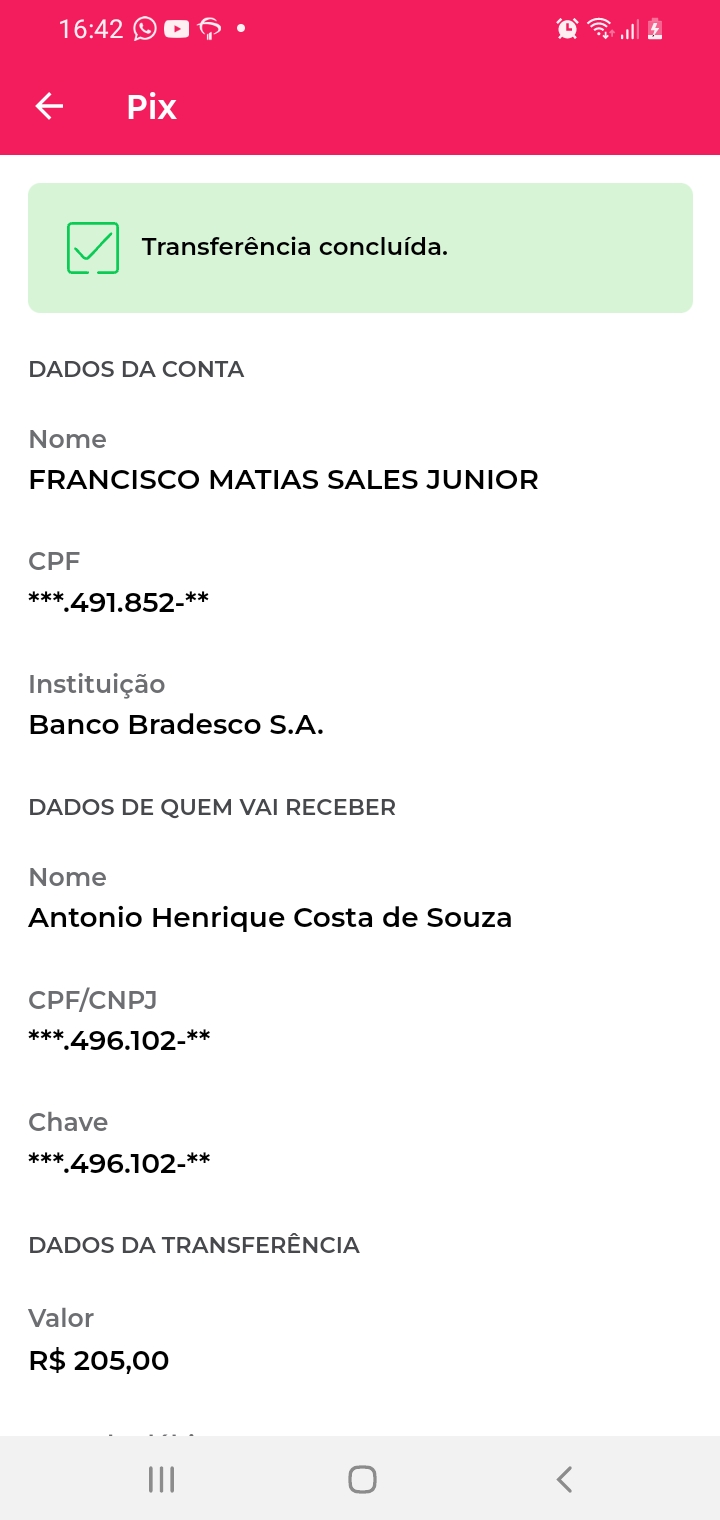 16:42
Pix
Transferência concluída.
DADOS DA CONTA
Nome
FRANCISCO MATIAS SALES JUNIOR
CPF
***.491.852-**
Instituição
Banco Bradesco S.A.
DADOS DE QUEM VAI RECEBER
Nome
Antonio Henrique Costa de Souza
CPF/CNPJ
***.496.102-**
Chave
***.496.102-**
DADOS DA TRANSFERÊNCIA
Valor
R$ 205,00